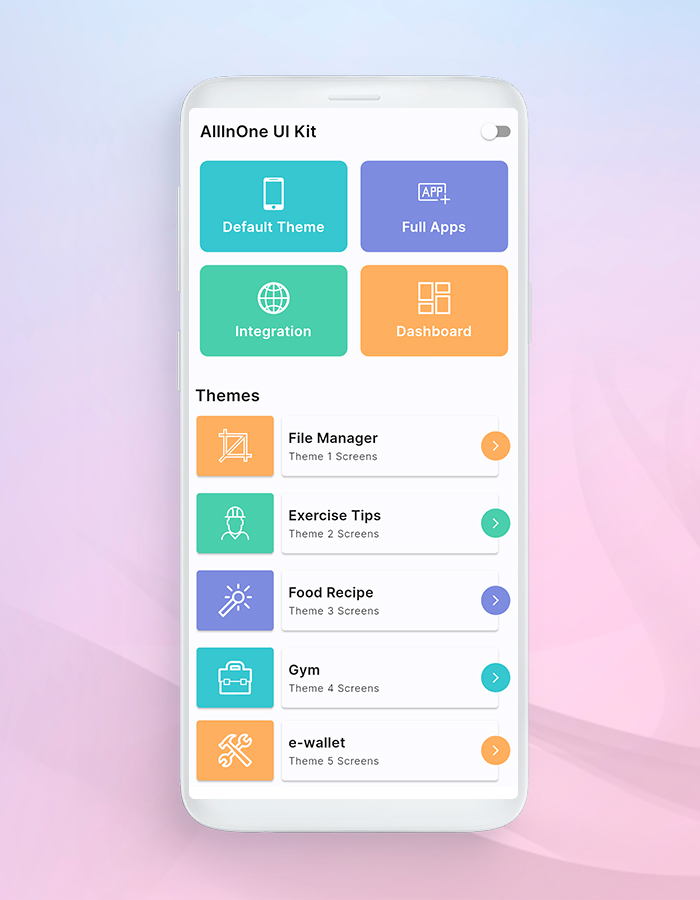 AllInOne UI Kit
APP
Default Theme
Full Apps
Integration
Dashboard
Themes
File Manager
Theme 1 Screens
Exercise Tips
Theme 2 Screens
Food Recipe
Theme 3 Screens
Gym
Theme 4 Screens
e-wallet
Theme 5 Screens